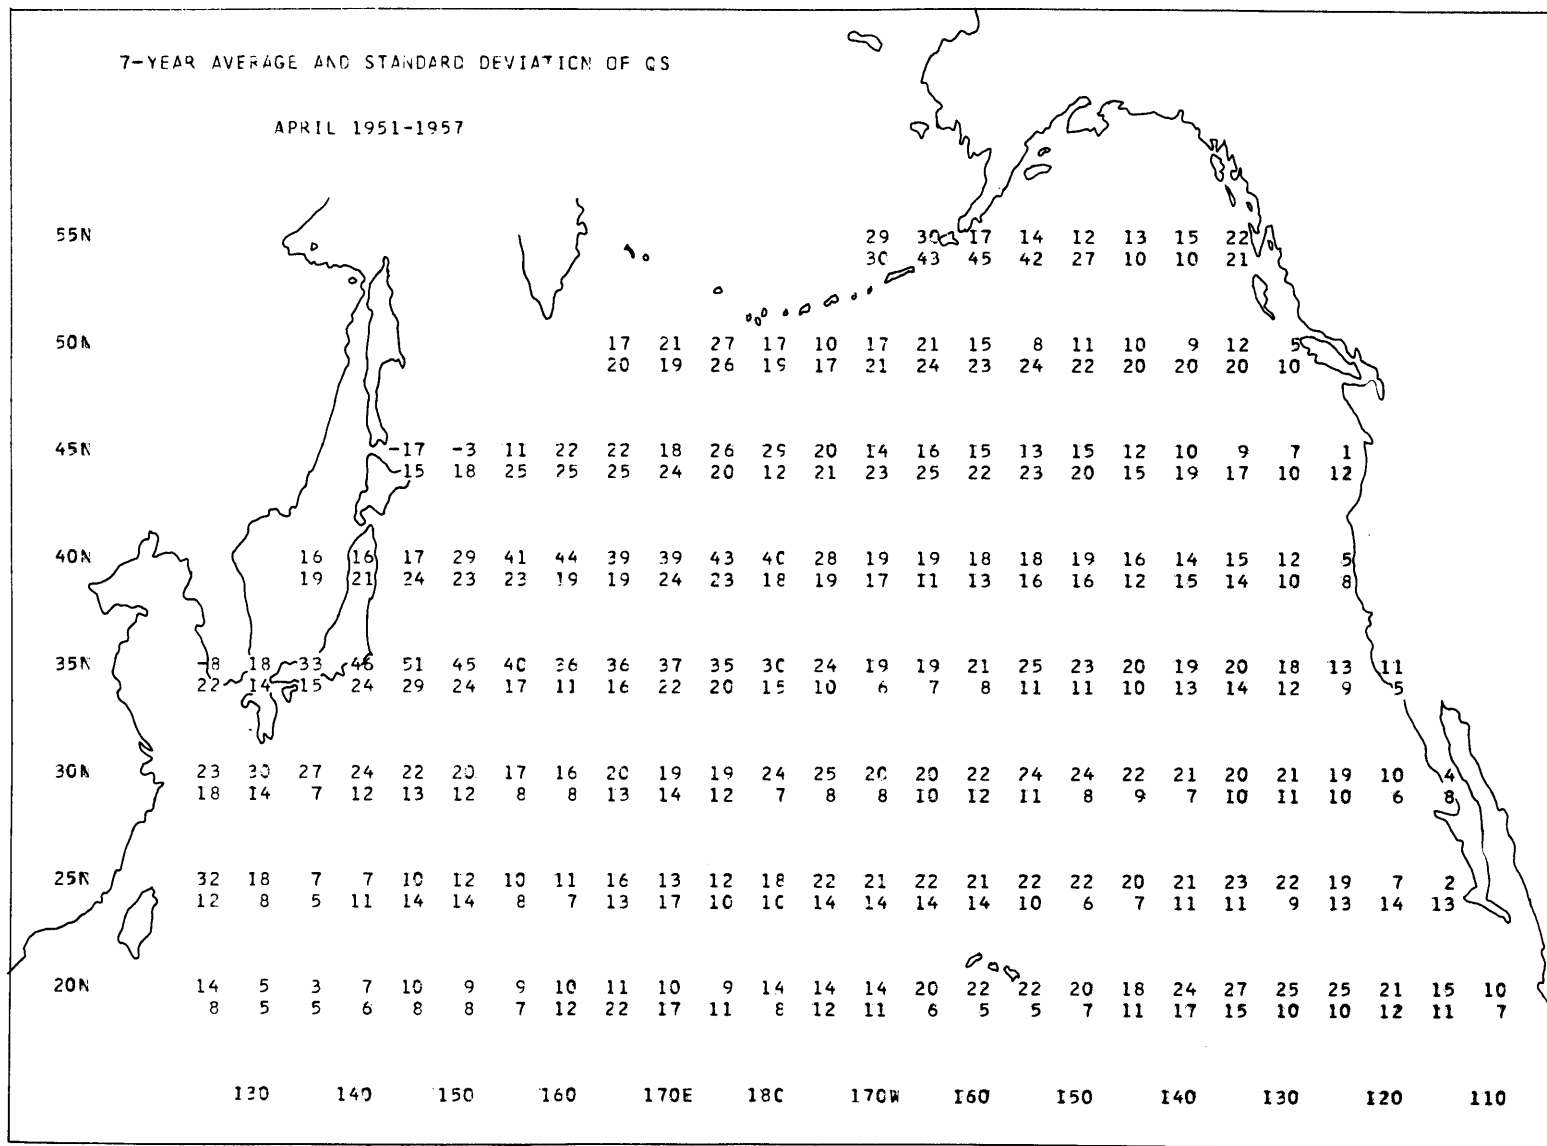 7-YEAR AVERAGE AND STANDARD DEVIATION OF QS
APRIL 1951-1957
55N 29 30 17 14 12 13 15 22
30 43 45 42 27 10 10 21
50N 17 21 27 17 10 17 21 15 8 11 10 9 12 5
20 19 26 19 17 21 24 23 24 22 20 20 20 10
45N -17 -3 11 22 22 18 26 29 20 14 16 15 13 15 12 10 9 7 1
15 18 25 25 25 24 20 12 21 23 25 22 23 20 15 19 17 10 12
40N 16 16 17 29 41 44 39 39 43 40 28 19 19 18 18 19 16 14 15 12 5
19 21 24 23 23 19 19 24 23 18 19 17 11 13 16 16 12 15 14 10 8
35N -8 18 33 46 51 45 40 36 36 37 35 30 24 19 19 21 25 23 20 19 20 18 13 11
22 14 15 24 29 24 17 11 16 22 20 15 10 6 7 8 11 11 10 13 14 12 9 5
30N 23 30 27 24 22 20 17 16 20 19 19 24 25 20 20 22 24 24 22 21 20 21 19 10 4
18 14 7 12 13 12 8 8 13 14 12 7 8 8 10 12 11 8 9 7 10 11 10 6 8
25N 32 18 7 7 10 12 10 11 16 13 12 18 22 21 22 21 22 22 20 21 23 22 19 7 2
12 8 5 11 14 14 8 7 13 17 10 10 14 14 14 14 10 6 7 11 11 9 13 14 13
20N 14 5 3 7 10 9 9 10 11 10 9 14 14 14 20 22 22 20 18 24 27 25 25 21 15 10
8 5 5 6 8 8 7 12 22 17 11 8 12 11 6 5 5 7 11 17 15 10 10 12 11 7
130 140 150 160 170E 180 170W 160 150 140 130 120 110